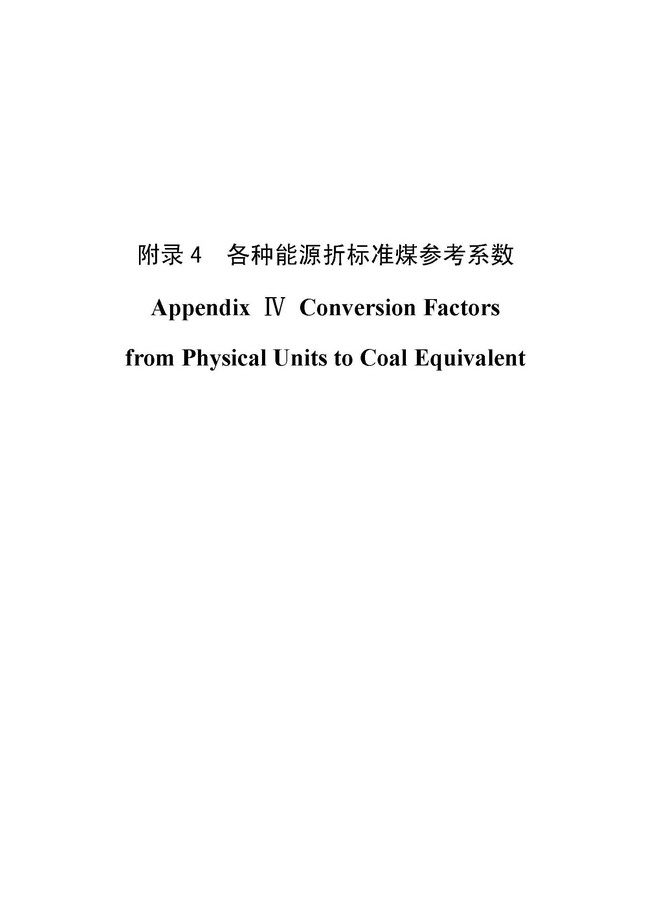 附录 4　各种能源折标准煤参考系数
Appendix Ⅳ Conversion Factors
from Physical Units to Coal Equivalent